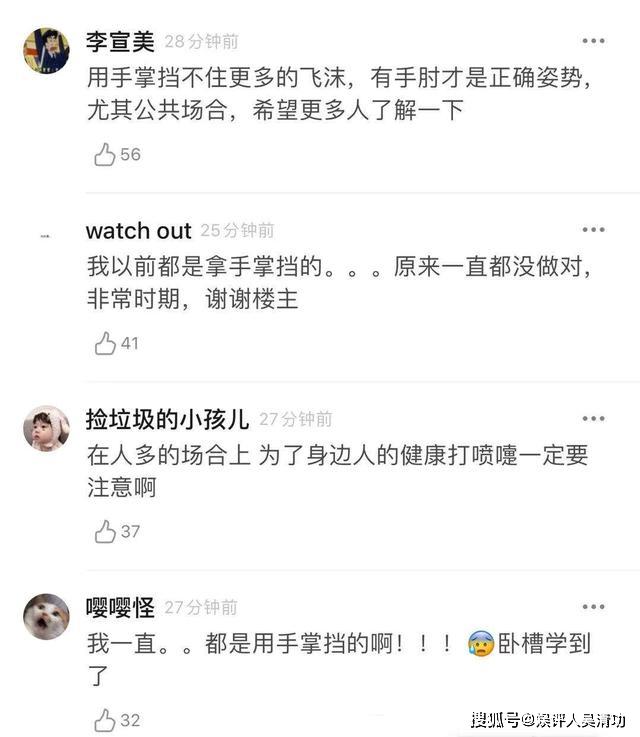 李宣美 28分钟前
用手掌挡不住更多的飞沫，有手肘才是正确姿势，
尤其公共场合，希望更多人了解一下
56
watch out 25分钟前
我以前都是拿手掌挡的。。。原来一直都没做对，
非常时期，谢谢楼主
41
捡垃圾的小孩儿 27分钟前
在人多的场合上 为了身边人的健康打喷嚏一定要
注意啊
37
嘤嘤怪 27分钟前
我一直。。都是用手掌挡的啊！！！😰卧槽学到
了
32
搜狐号@娱评人吴清功